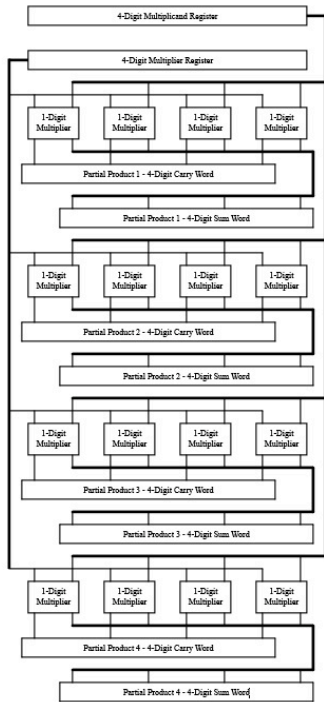 4-Digit Multiplicand Register
4-Digit Multiplier Register
1-Digit Multiplier
1-Digit Multiplier
1-Digit Multiplier
1-Digit Multiplier
Partial Product 1 - 4-Digit Carry Word
Partial Product 1 - 4-Digit Sum Word
1-Digit Multiplier
1-Digit Multiplier
1-Digit Multiplier
1-Digit Multiplier
Partial Product 2 - 4-Digit Carry Word
Partial Product 2 - 4-Digit Sum Word
1-Digit Multiplier
1-Digit Multiplier
1-Digit Multiplier
1-Digit Multiplier
Partial Product 3 - 4-Digit Carry Word
Partial Product 3 - 4-Digit Sum Word
1-Digit Multiplier
1-Digit Multiplier
1-Digit Multiplier
1-Digit Multiplier
Partial Product 4 - 4-Digit Carry Word
Partial Product 4 - 4-Digit Sum Word